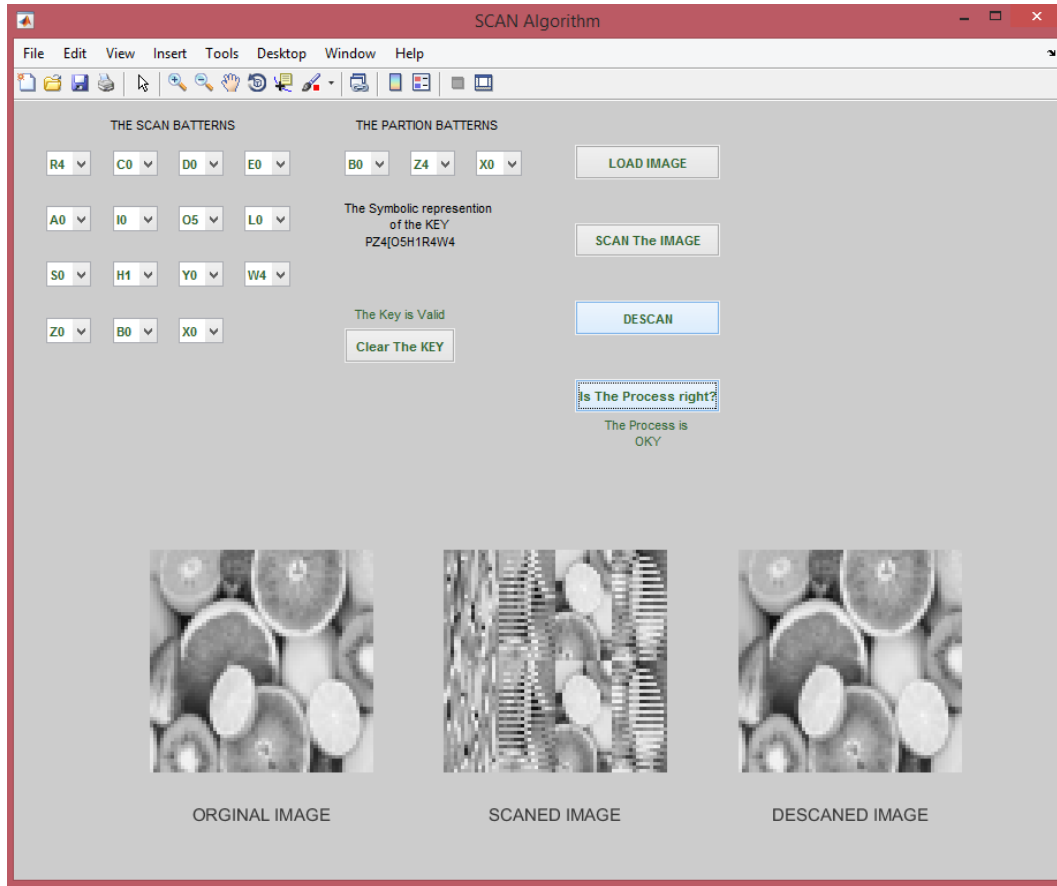 SCAN Algorithm
File Edit View Insert Tools Desktop Window Help
THE SCAN BATTERNS
THE PARTION BATTERNS
R4 C0 D0 E0
B0 Z4 X0
LOAD IMAGE
A0 I0 O5 L0
The Symbolic represention
of the KEY
PZ4[O5H1R4W4
SCAN The IMAGE
S0 H1 Y0 W4
Z0 B0 X0
The Key is Valid
Clear The KEY
DESCAN
Is The Process right?
The Process is
OKY
ORGINAL IMAGE
SCANED IMAGE
DESCANED IMAGE